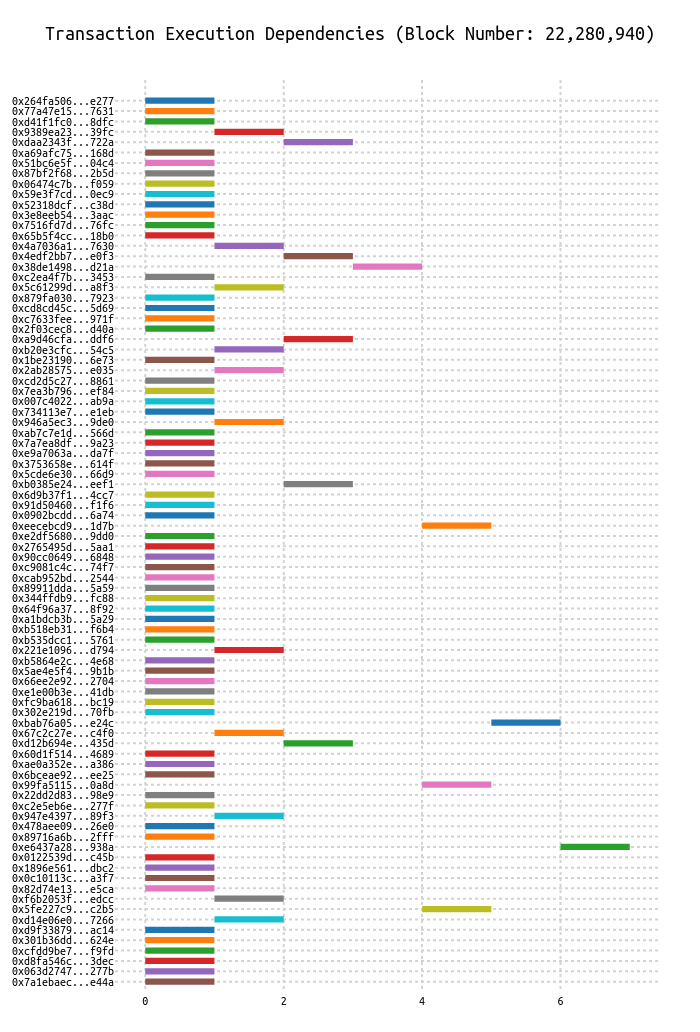 Transaction Execution Dependencies (Block Number: 22,280,940)
0x264fa506...e277
0x77a47e15...7631
0xd41f1fc0...8dfc
0x9389ea23...39fc
0xdaa2343f...722a
0xa69afc75...168d
0x51bc6e5f...04c4
0x87bf2f68...2b5d
0x06474c7b...f059
0x59e3f7cd...0ec9
0x52318dcf...c38d
0x3e8eeb54...3aac
0x7516fd7d...76fc
0x65b5f4cc...18b0
0x4a7036a1...7630
0x4edf2bb7...e0f3
0x38de1498...d21a
0xc2ea4f7b...3453
0x5c61299d...a8f3
0x879fa030...7923
0xcd8cd45c...5d69
0xc7633fee...971f
0x2f03cec8...d40a
0xa9d46cfa...ddf6
0xb20e3cfc...54c5
0x1be23190...6e73
0x2ab28575...e035
0xcd2d5c27...8861
0x7ea3b796...ef84
0x007c4022...ab9a
0x734113e7...e1eb
0x946a5ec3...9de0
0xab7c7e1d...566d
0x7a7ea8df...9a23
0xe9a7063a...da7f
0x3753658e...614f
0x5cde6e30...66d9
0xb0385e24...eef1
0x6d9b37f1...4cc7
0x91d50460...f1f6
0x0902bcdd...6a74
0xeecebcd9...1d7b
0xe2df5680...9dd0
0x2765495d...5aa1
0x90cc0649...6848
0xc9081c4c...74f7
0xcab952bd...2544
0x89911dda...5a59
0x344ffdb9...fc88
0x64f96a37...8f92
0xa1bdcb3b...5a29
0xb518eb31...f6b4
0xb535dcc1...5761
0x221e1096...d794
0xb5864e2c...4e68
0x5ae4e5f4...9b1b
0x66ee2e92...2704
0xe1e00b3e...41db
0xfc9ba618...bc19
0x302e219d...70fb
0xbab76a05...e24c
0x67c2c27e...c4f0
0xd12b694e...435d
0x60d1f514...4689
0xae0a352e...a386
0x6bceae92...ee25
0x99fa5115...0a8d
0x22dd2d83...98e9
0xc2e5eb6e...277f
0x947e4397...89f3
0x478aee09...26e0
0x89716a6b...2fff
0xe6437a28...938a
0x0122539d...c45b
0x1896e561...dbc2
0x0c10113c...a3f7
0x82d74e13...e5ca
0xf6b2053f...edcc
0x5fe227c9...c2b5
0xd14e06e0...7266
0xd9f33879...ac14
0x301b36dd...624e
0xcfdd9be7...f9fd
0xd8fa546c...3dec
0x063d2747...277b
0x7a1ebaec...e44a
0 2 4 6